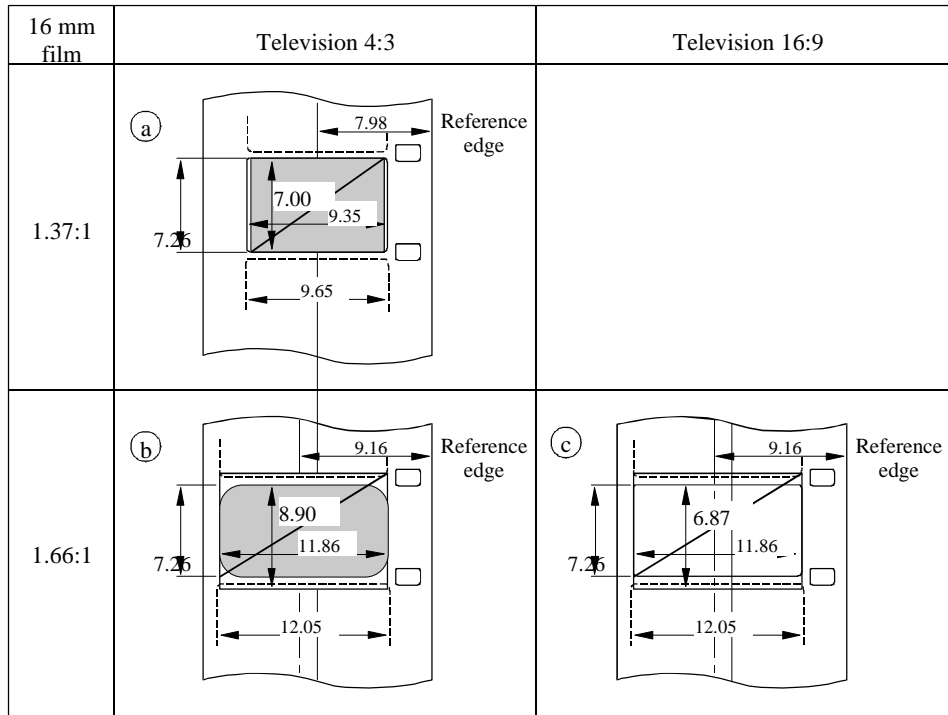 16 mm
film
Television 4:3
Television 16:9
1.37:1
a
7.98
Reference
edge
7.00
9.35
7.26
9.65
1.66:1
b
9.16
Reference
edge
8.90
11.86
7.26
12.05
c
9.16
Reference
edge
6.87
11.86
7.26
12.05